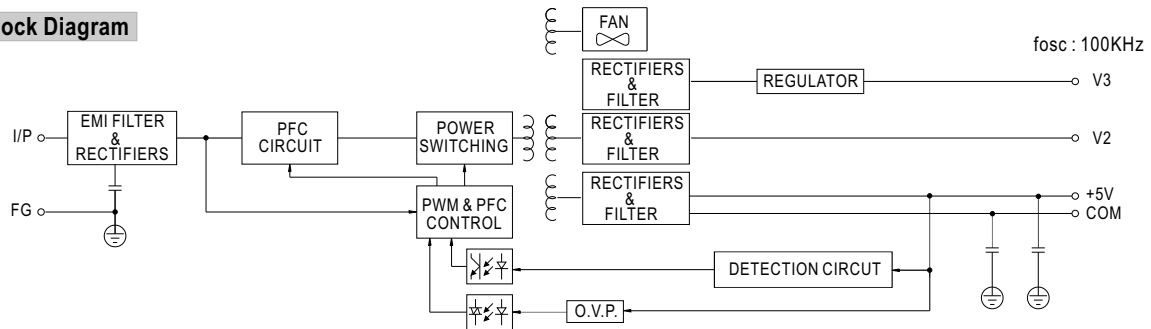 ock Diagram
fosc : 100KHz
FAN
RECTIFIERS
&
FILTER
REGULATOR
V3
I/P
EMI FILTER
&
RECTIFIERS
PFC
CIRCUIT
POWER
SWITCHING
RECTIFIERS
&
FILTER
V2
FG
PWM & PFC
CONTROL
RECTIFIERS
&
FILTER
+5V
COM
DETECTION CIRCUT
O.V.P.